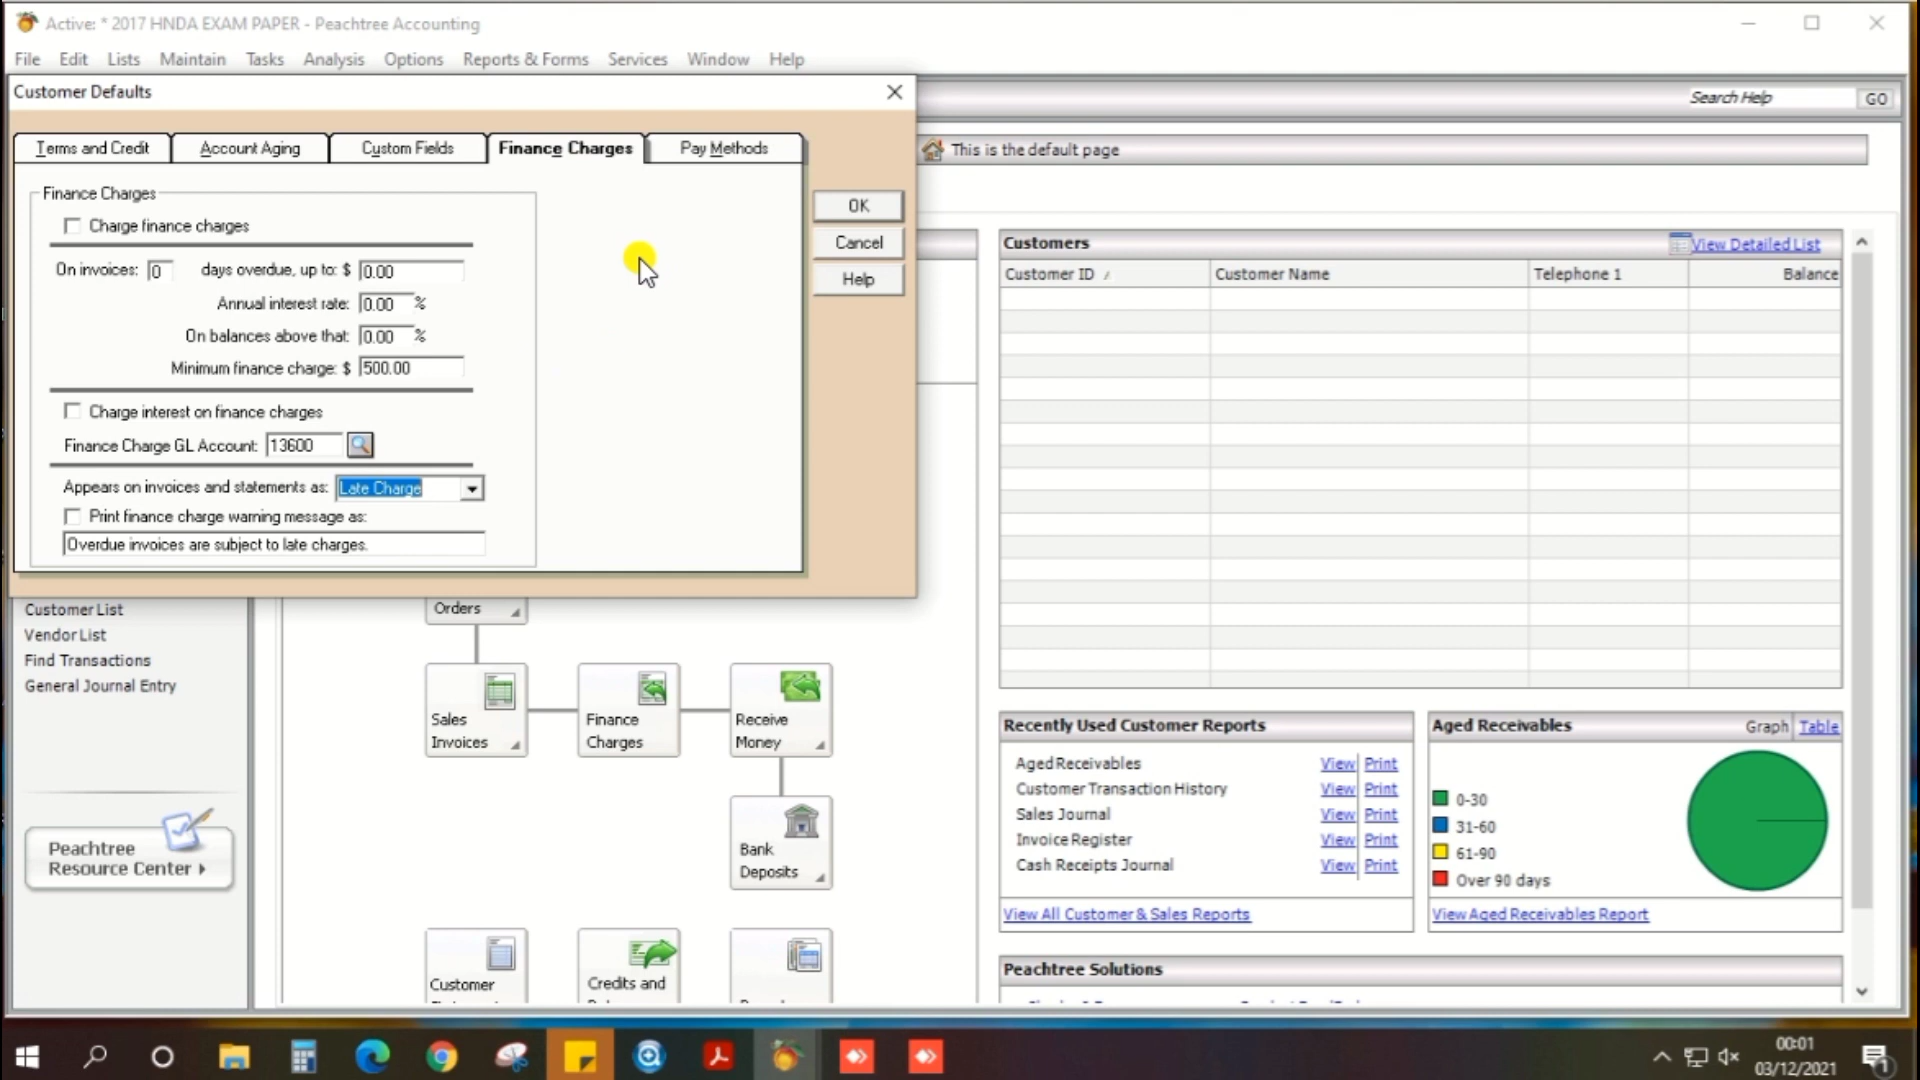 Active: * 2017 HNDA EXAM PAPER - Peachtree Accounting
File Edit Lists Maintain Tasks Analysis Options Reports & Forms Services Window Help
Customer Defaults
Search Help GO
Terms and Credit Account Aging Custom Fields Finance Charges Pay Methods
This is the default page
Finance Charges
Charge finance charges
On invoices: 0 days overdue, up to: $ 0.00
Annual interest rate: 0.00 %
On balances above that: 0.00 %
Minimum finance charge: $ 500.00
Charge interest on finance charges
Finance Charge GL Account: 13600
Appears on invoices and statements as: Late Charge
Print finance charge warning message as:
Overdue invoices are subject to late charges.
OK
Cancel
Help
Customers View Detailed List
Customer ID / Customer Name Telephone 1 Balance
Customer List
Vendor List
Find Transactions
General Journal Entry
Peachtree
Resource Center
Orders
Sales
Invoices
Finance
Charges
Receive
Money
Bank
Deposits
Customer
Credits and
Recently Used Customer Reports
Aged Receivables View Print
Customer Transaction History View Print
Sales Journal View Print
Invoice Register View Print
Cash Receipts Journal View Print
View All Customer & Sales Reports
Aged Receivables Graph Table
0-30
31-60
61-90
Over 90 days
View Aged Receivables Report
Peachtree Solutions
00:01
03/12/2021
1